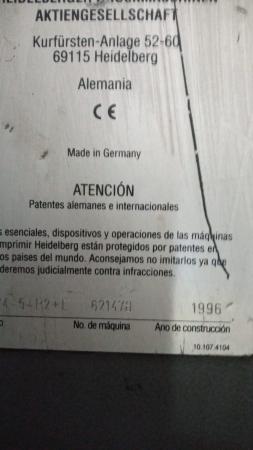 AKTIENGESELLSCHAFT
Kurfürsten-Anlage 52-60
69115 Heidelberg
Alemania
CE
Made in Germany
ATENCIÓN
Patentes alemanes e internacionales
esenciales, dispositivos y operaciones de las máquinas
imprimir Heidelberg están protegidos por patentes en
os países del mundo. Aconsejamos no imitarlos ya que
deremos judicialmente contra infracciones.
1996
No. de máquina Ano de construcción
10.107.4104